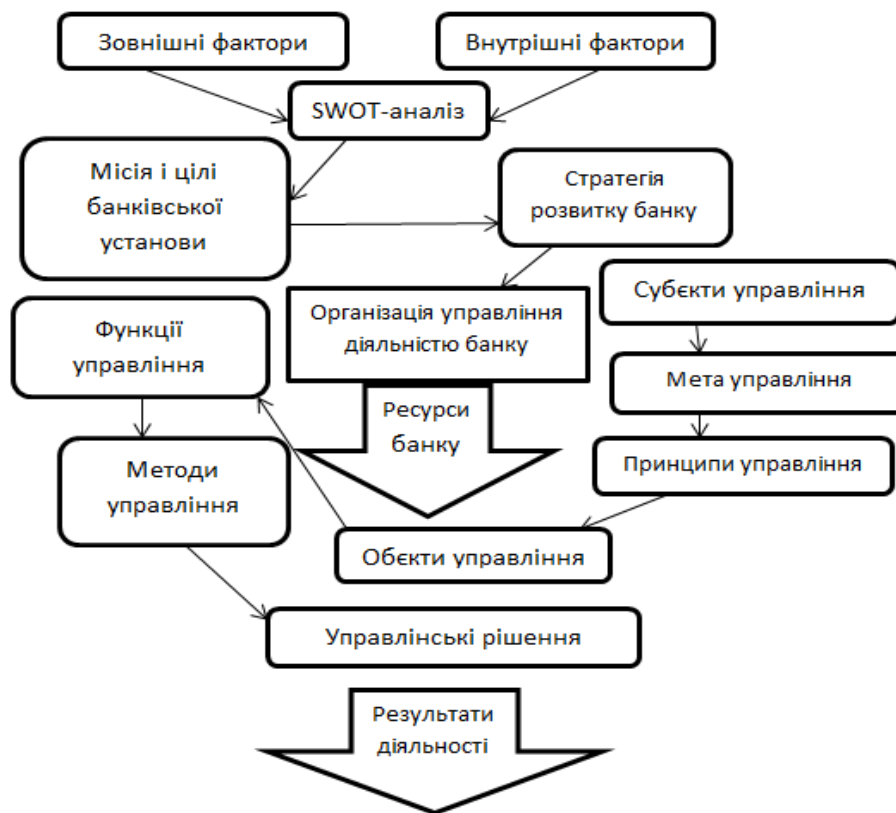 Зовнішні фактори
Внутрішні фактори
SWOT-аналіз
Місія і цілі
банківської
установи
Стратегія
розвитку банку
Організація управління
діяльністю банку
Субєкти управління
Функції
управління
Мета управління
Ресурси
банку
Методи
управління
Принципи управління
Обєкти управління
Управлінські рішення
Результати
діяльності